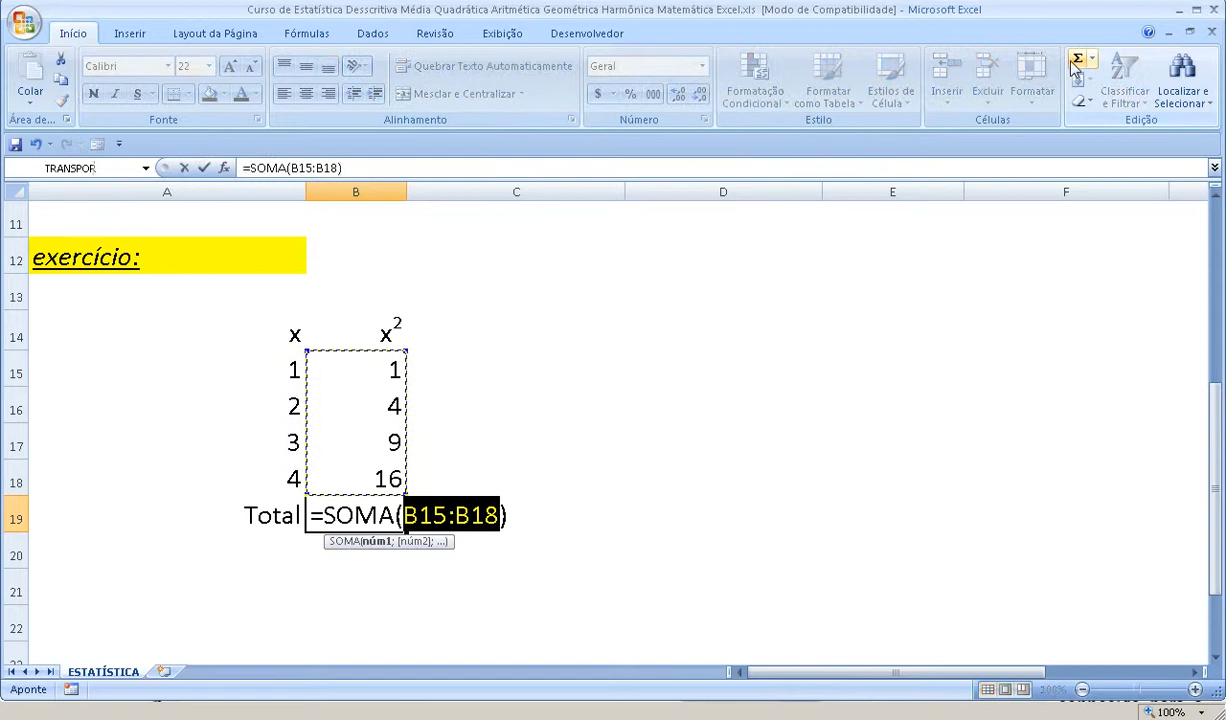 Curso de Estatística Desscritiva Média Quadrática Aritmética Geométrica Harmônica Matemática Excel.xls [Modo de Compatibilidade] - Microsoft Excel
Início Inserir Layout da Página Fórmulas Dados Revisão Exibição Desenvolvedor
Colar
Área de...
Calibri 22
N I S A
Fonte
Quebrar Texto Automaticamente
Mesclar e Centralizar
Alinhamento
Geral
$ % 000
Número
Formatação Condicional
Formatar como Tabela
Estilos de Célula
Estilo
Inserir Excluir Formatar
Células
Σ
Classificar e Filtrar
Localizar e Selecionar
Edição
TRANSPOR fx =SOMA(B15:B18)
A B C D E F
11
12 exercício:
13
14 x x²
15 1 1
16 2 4
17 3 9
18 4 16
19 Total =SOMA(B15:B18)
SOMA(núm1; [núm2]; ...)
20
21
22
ESTATÍSTICA
Aponte 100%
100%